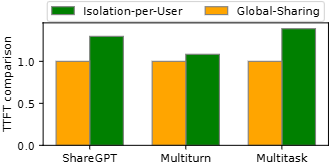 Isolation-per-User Global-Sharing
TTFT comparison
1.0
0.5
0.0
ShareGPT Multiturn Multitask